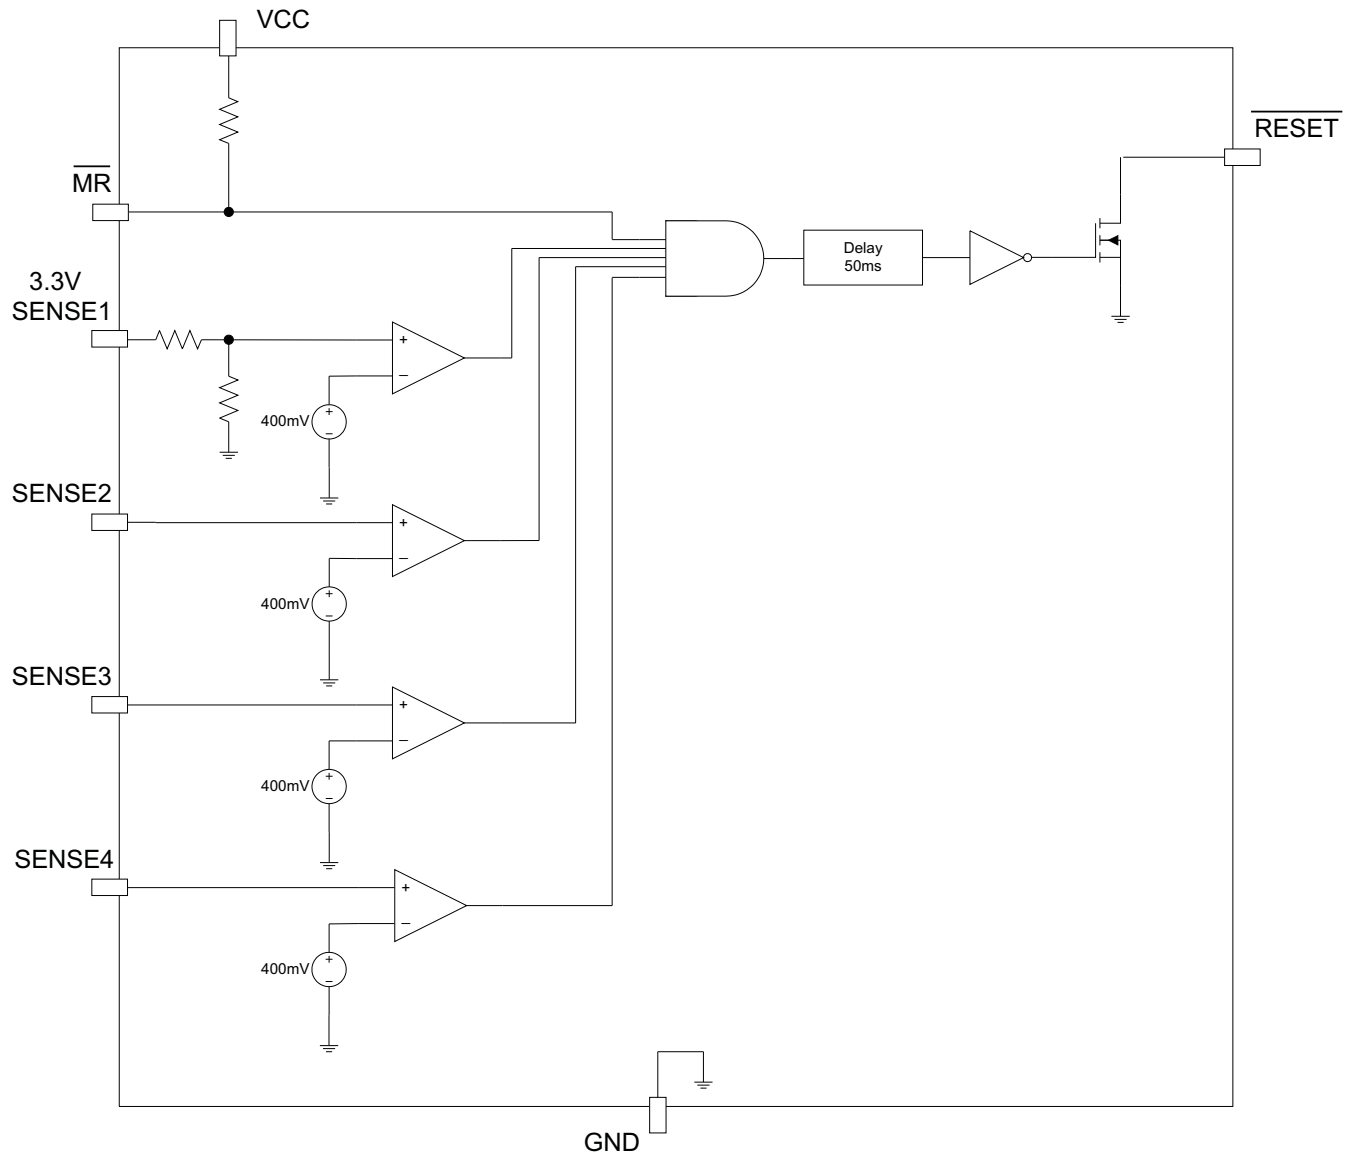 VCC
RESET
MR
Delay
50ms
3.3V
SENSE1
+
−
400mV
+
−
SENSE2
+
−
400mV
+
−
SENSE3
+
−
400mV
+
−
SENSE4
+
−
400mV
+
−
GND